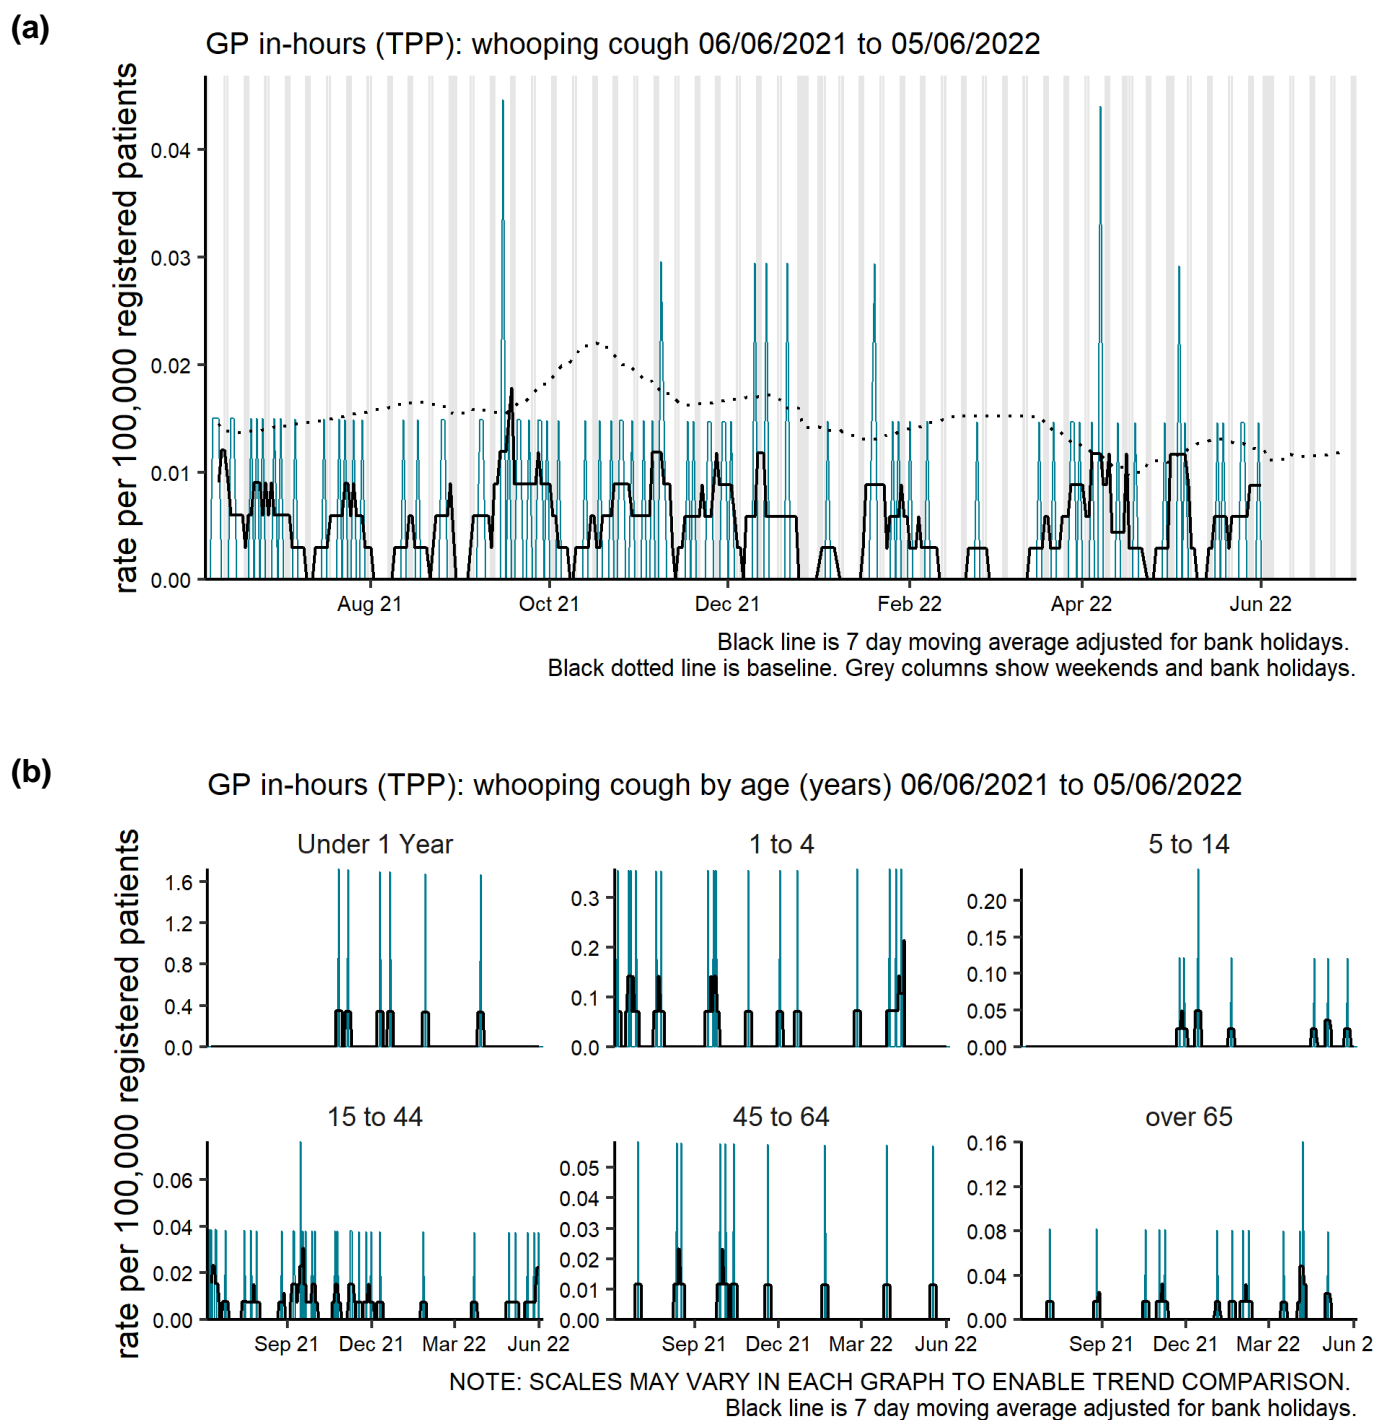 (a)
GP in-hours (TPP): whooping cough 06/06/2021 to 05/06/2022
rate per 100,000 registered patients
0.04
0.03
0.02
0.01
0.00
Aug 21 Oct 21 Dec 21 Feb 22 Apr 22 Jun 22
Black line is 7 day moving average adjusted for bank holidays.
Black dotted line is baseline. Grey columns show weekends and bank holidays.
(b)
GP in-hours (TPP): whooping cough by age (years) 06/06/2021 to 05/06/2022
rate per 100,000 registered patients
Under 1 Year
1.6
1.2
0.8
0.4
0.0
1 to 4
0.3
0.2
0.1
0.0
5 to 14
0.20
0.15
0.10
0.05
0.00
15 to 44
0.06
0.04
0.02
0.00
Sep 21 Dec 21 Mar 22 Jun 22
45 to 64
0.05
0.04
0.03
0.02
0.01
0.00
Sep 21 Dec 21 Mar 22 Jun 22
over 65
0.16
0.12
0.08
0.04
0.00
Sep 21 Dec 21 Mar 22 Jun 2
NOTE: SCALES MAY VARY IN EACH GRAPH TO ENABLE TREND COMPARISON.
Black line is 7 day moving average adjusted for bank holidays.